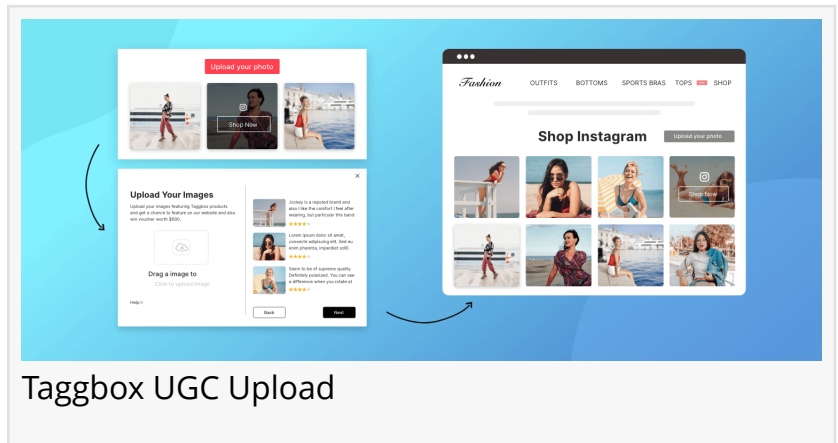 Upload your photo
Shop Now
Upload Your Images
Upload your images featuring Taggbox products
and get a chance to feature on our website and also
win voucher worth $600.
Drag a image to
Click to upload image
Help
Jockey is a reputed brand and
also i like the comfort i feel after
wearing, but particular this band
Lorem ipsum dolor sit amet,
consecte adipiscing elit. Sed eu
enim pharetra, imperdiet sdil,
Seem to be of supreme quality.
Definitely polarized. You can see
a difference when you rotate at
Back
Next
Fashion
OUTFITS BOTTOMS SPORTS BRAS TOPS SHOP
Shop Instagram
Upload your photo
Shop Now
Taggbox UGC Upload